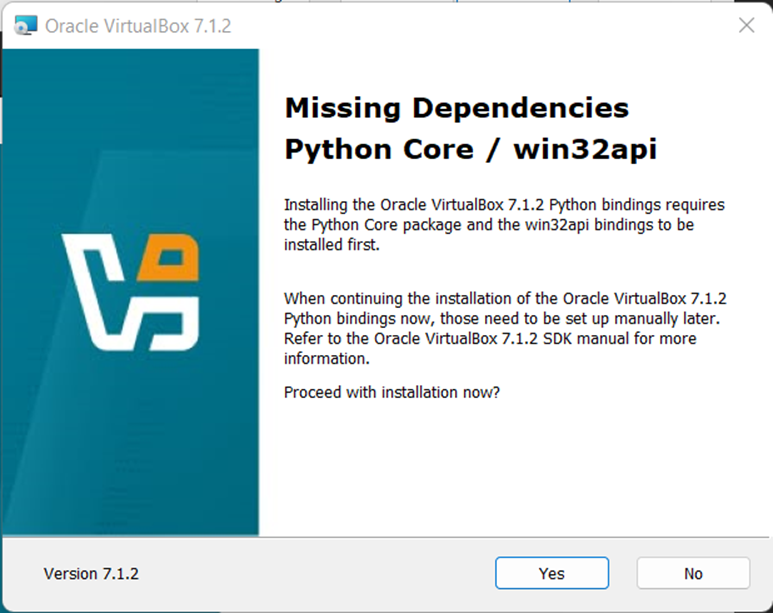 Oracle VirtualBox 7.1.2
Missing Dependencies
Python Core / win32api
Installing the Oracle VirtualBox 7.1.2 Python bindings requires
the Python Core package and the win32api bindings to be
installed first.
When continuing the installation of the Oracle VirtualBox 7.1.2
Python bindings now, those need to be set up manually later.
Refer to the Oracle VirtualBox 7.1.2 SDK manual for more
information.
Proceed with installation now?
Version 7.1.2
Yes
No